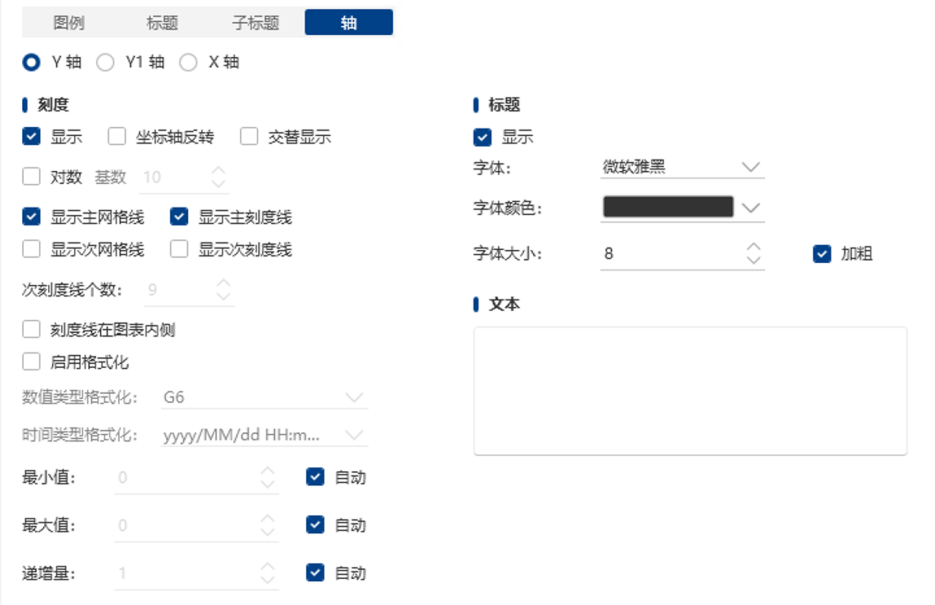 图例 标题 子标题 轴
Y 轴 Y1 轴 X 轴
刻度
显示 坐标轴反转 交替显示
对数 基数 10
显示主网格线 显示主刻度线
显示次网格线 显示次刻度线
次刻度线个数: 9
刻度线在图表内侧
启用格式化
数值类型格式化: G6
时间类型格式化: yyyy/MM/dd HH:m...
最小值: 0 自动
最大值: 0 自动
递增量: 1 自动
标题
显示
字体: 微软雅黑
字体颜色:
字体大小: 8 加粗
文本